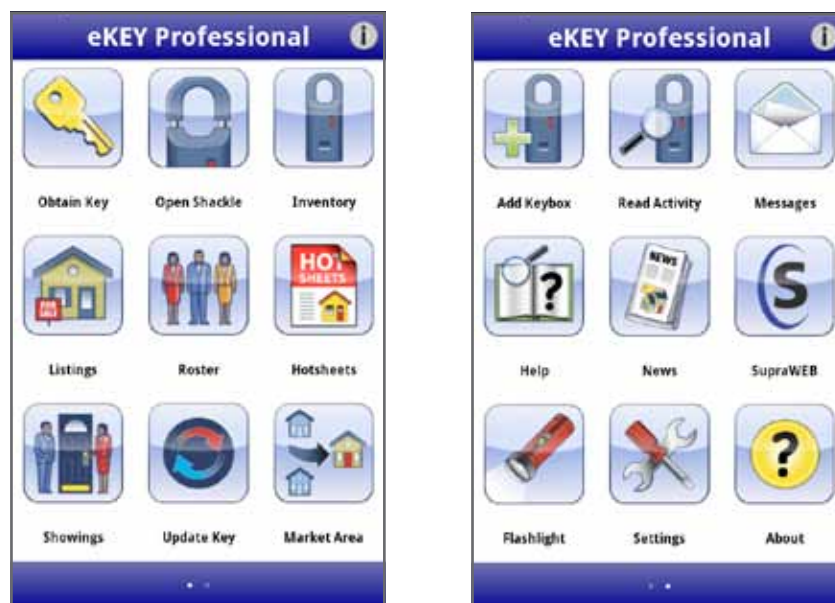 eKEY Professional
Obtain Key Open Shackle Inventory
FOR
SALE
HOT
SHEETS
Listings Roster Hotsheets
Showings Update Key Market Area
eKEY Professional
Add Keybox Read Activity Messages
?
NEWS
S
Help News SupraWEB
?
Flashlight Settings About